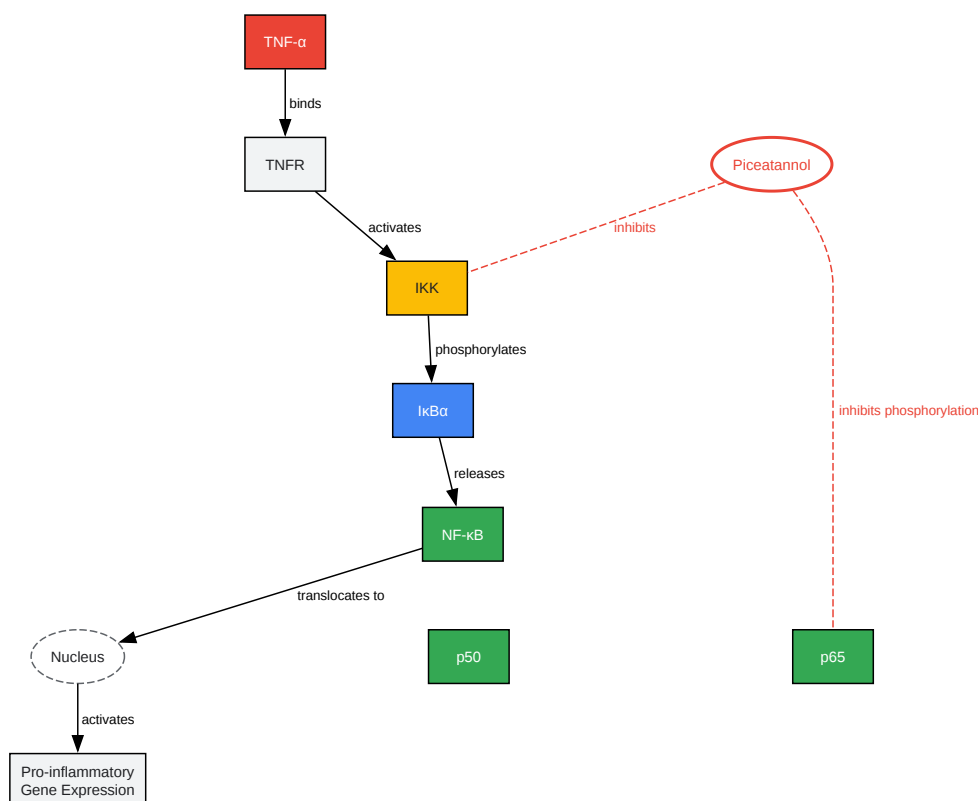 TNF-α
binds
TNFR
Piceatannol
activates
inhibits
IKK
phosphorylates
IκBα
inhibits phosphorylation
releases
NF-κB
translocates to
Nucleus
p50
p65
activates
Pro-inflammatory
Gene Expression